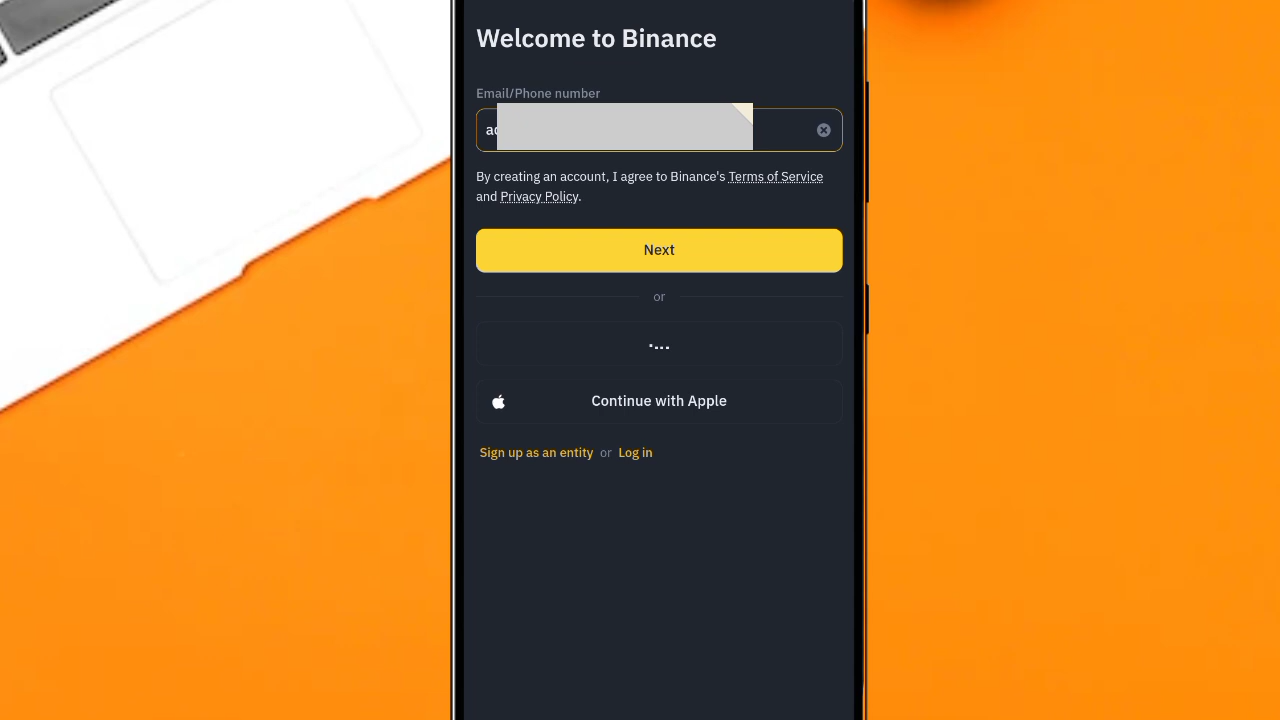 Welcome to Binance
Email/Phone number
By creating an account, I agree to Binance's Terms of Service
and Privacy Policy.
Next
or
Continue with Apple
Sign up as an entity or Log in